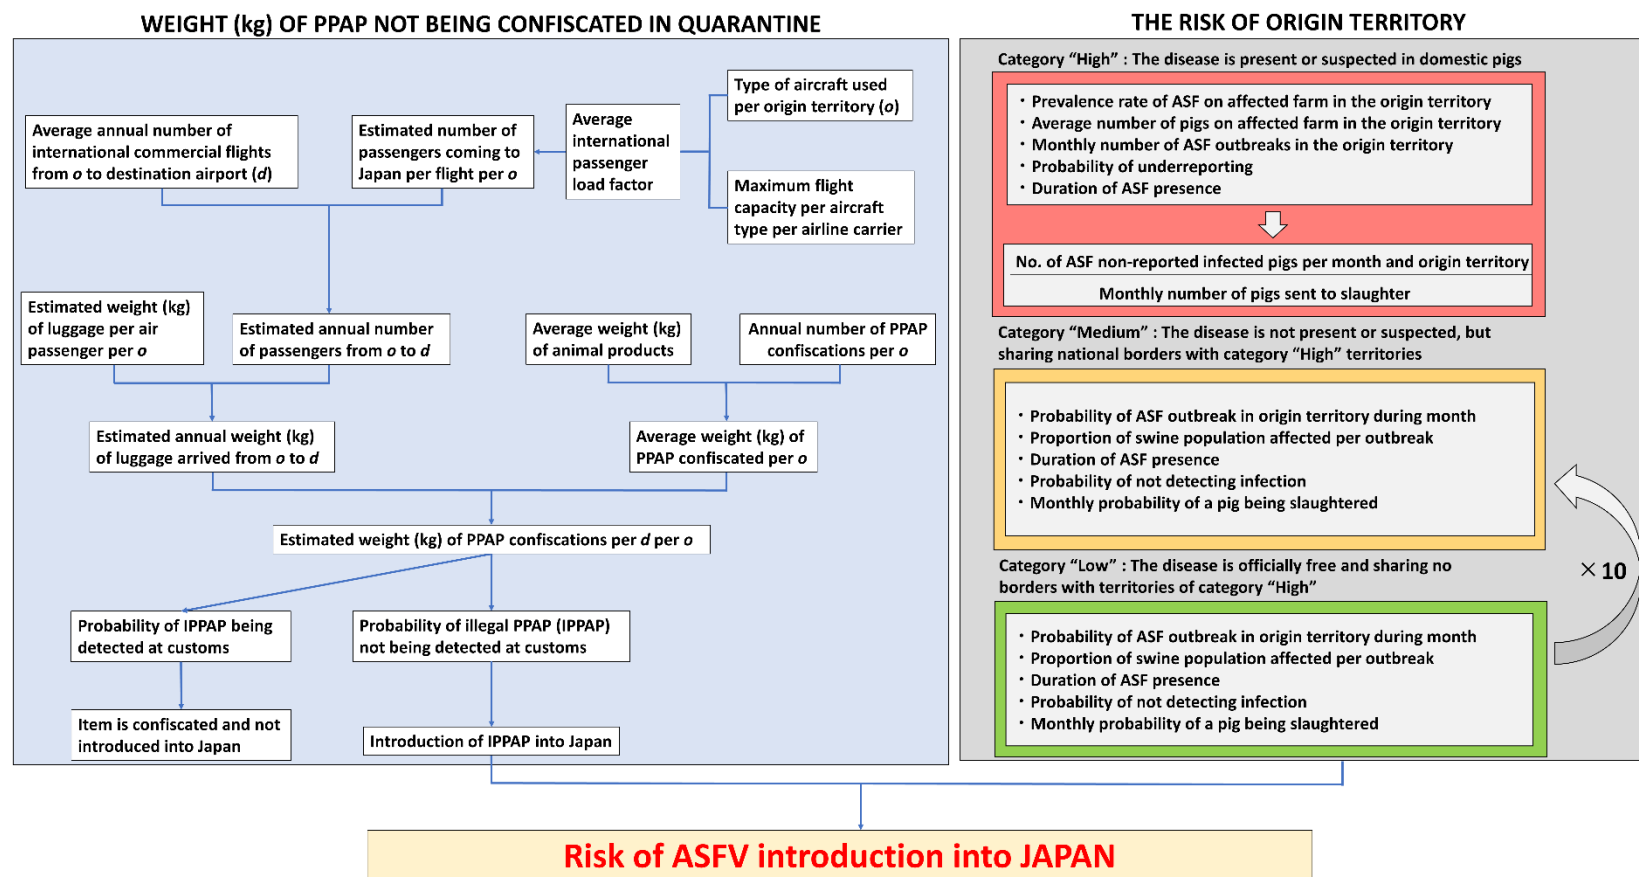 WEIGHT (kg) OF PPAP NOT BEING CONFISCATED IN QUARANTINE
Average annual number of
international commercial flights
from o to destination airport (d)
Estimated number of
passengers coming to
Japan per flight per o
Average
international
passenger
load factor
Type of aircraft used
per origin territory (o)
Maximum flight
capacity per aircraft
type per airline carrier
Estimated weight (kg)
of luggage per air
passenger per o
Estimated annual number
of passengers from o to d
Average weight (kg)
of animal products
Annual number of PPAP
confiscations per o
Estimated annual weight (kg)
of luggage arrived from o to d
Average weight (kg) of
PPAP confiscated per o
Estimated weight (kg) of PPAP confiscations per d per o
Probability of IPPAP being
detected at customs
Probability of illegal PPAP (IPPAP)
not being detected at customs
Item is confiscated and not
introduced into Japan
Introduction of IPPAP into Japan
THE RISK OF ORIGIN TERRITORY
Category “High” : The disease is present or suspected in domestic pigs
・Prevalence rate of ASF on affected farm in the origin territory
・Average number of pigs on affected farm in the origin territory
・Monthly number of ASF outbreaks in the origin territory
・Probability of underreporting
・Duration of ASF presence
No. of ASF non-reported infected pigs per month and origin territory
Monthly number of pigs sent to slaughter
Category “Medium” : The disease is not present or suspected, but
sharing national borders with category “High” territories
・Probability of ASF outbreak in origin territory during month
・Proportion of swine population affected per outbreak
・Duration of ASF presence
・Probability of not detecting infection
・Monthly probability of a pig being slaughtered
Category “Low” : The disease is officially free and sharing no
borders with territories of category “High”
×10
・Probability of ASF outbreak in origin territory during month
・Proportion of swine population affected per outbreak
・Duration of ASF presence
・Probability of not detecting infection
・Monthly probability of a pig being slaughtered
Risk of ASFV introduction into JAPAN